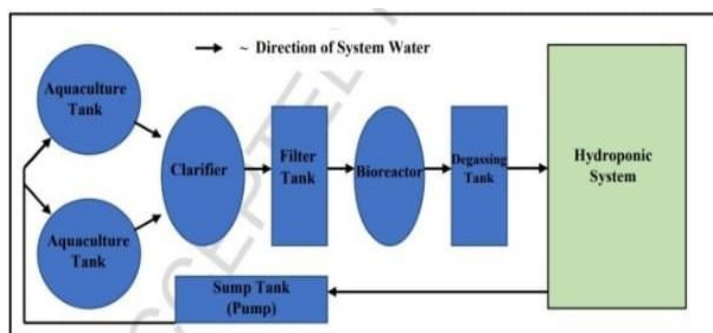 ~ Direction of System Water
Aquaculture
Tank
Clarifier
Filter
Tank
Bioreactor
Degassing
Tank
Hydroponic
System
Aquaculture
Tank
Sump Tank
(Pump)